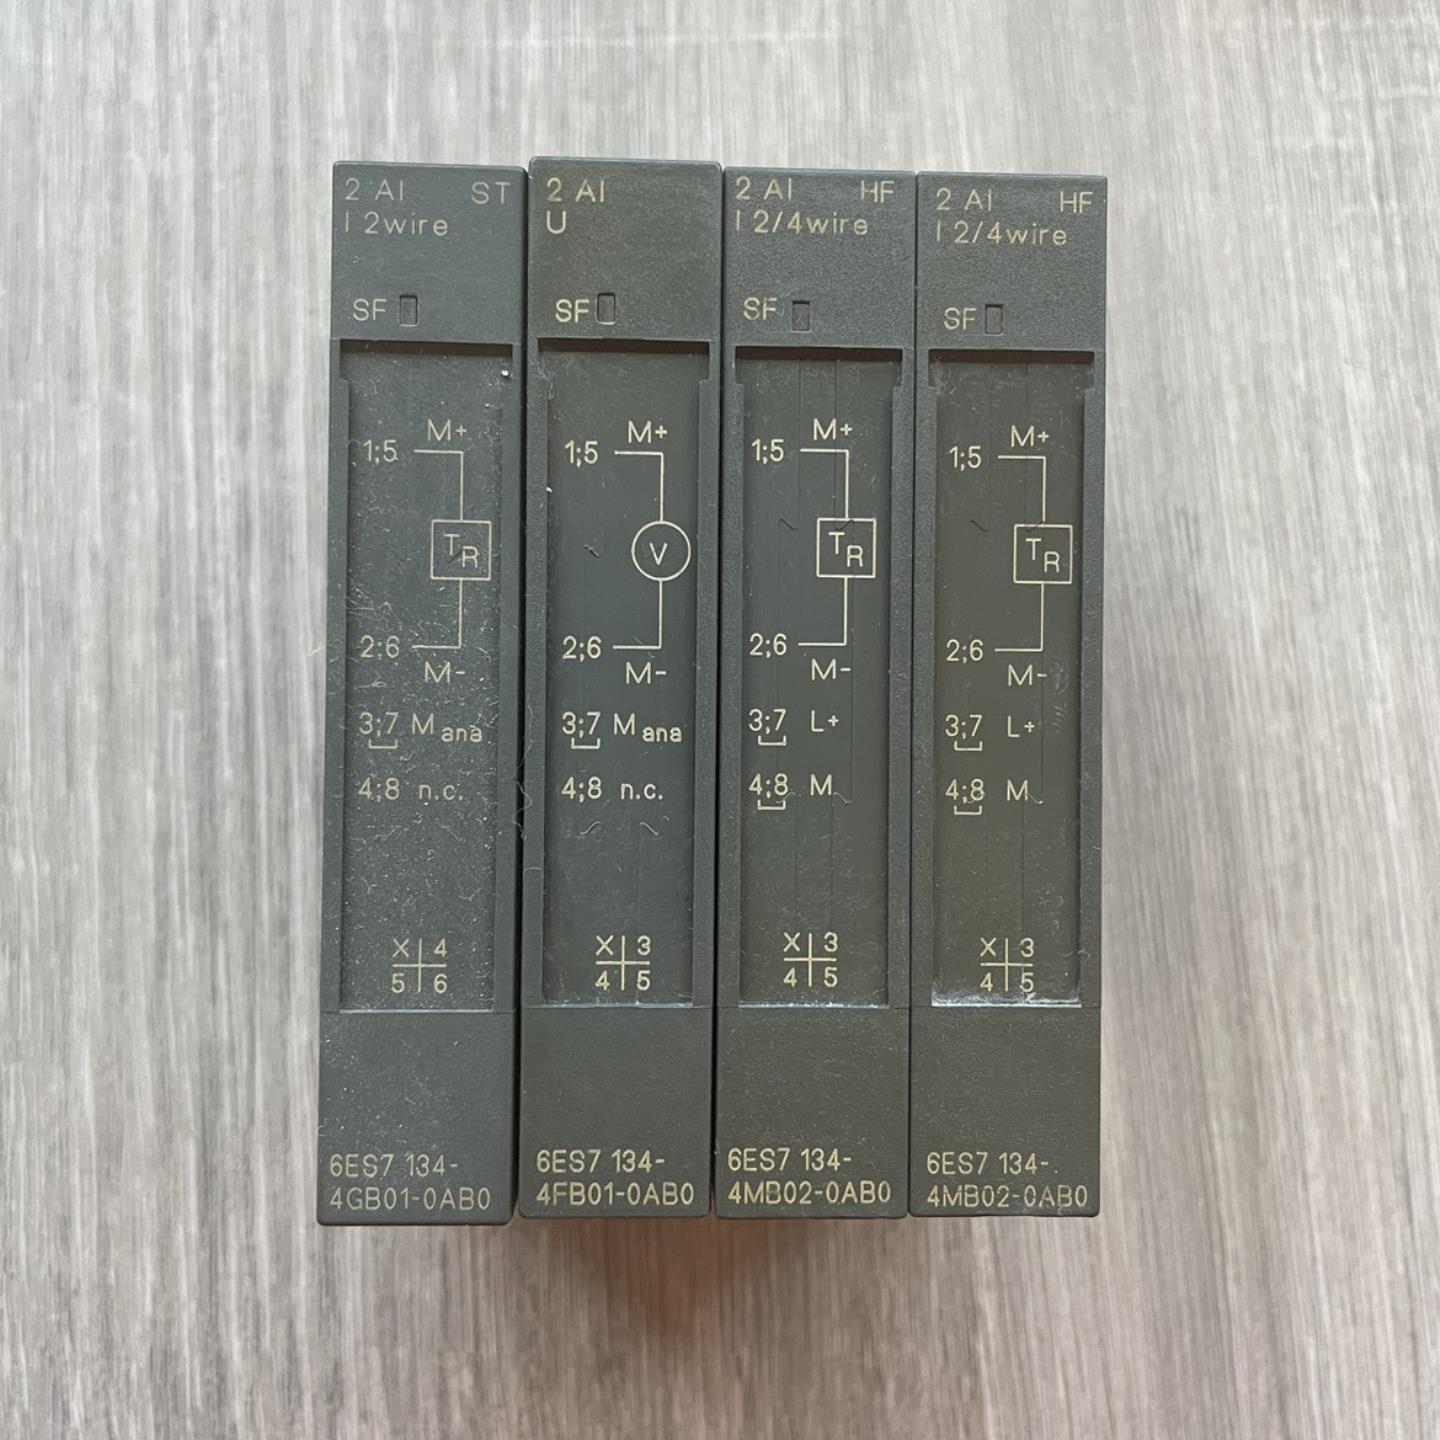 2 AI ST
I 2wire
SF
M+
1;5
TR
2;6
M-
3;7 Mana
4;8 n.c.
X 4
5 6
6ES7 134-
4GB01-0AB0
2 AI
U
SF
M+
1;5
V
2;6
M-
3;7 Mana
4;8 n.c.
X 3
4 5
6ES7 134-
4FB01-0AB0
2 AI HF
I 2/4wire
SF
M+
1;5
TR
2;6
M-
3;7 L+
4;8 M
X 3
4 5
6ES7 134-
4MB02-0AB0
2 AI HF
I 2/4wire
SF
M+
1;5
TR
2;6
M-
3;7 L+
4;8 M
X 3
4 5
6ES7 134-
4MB02-0AB0